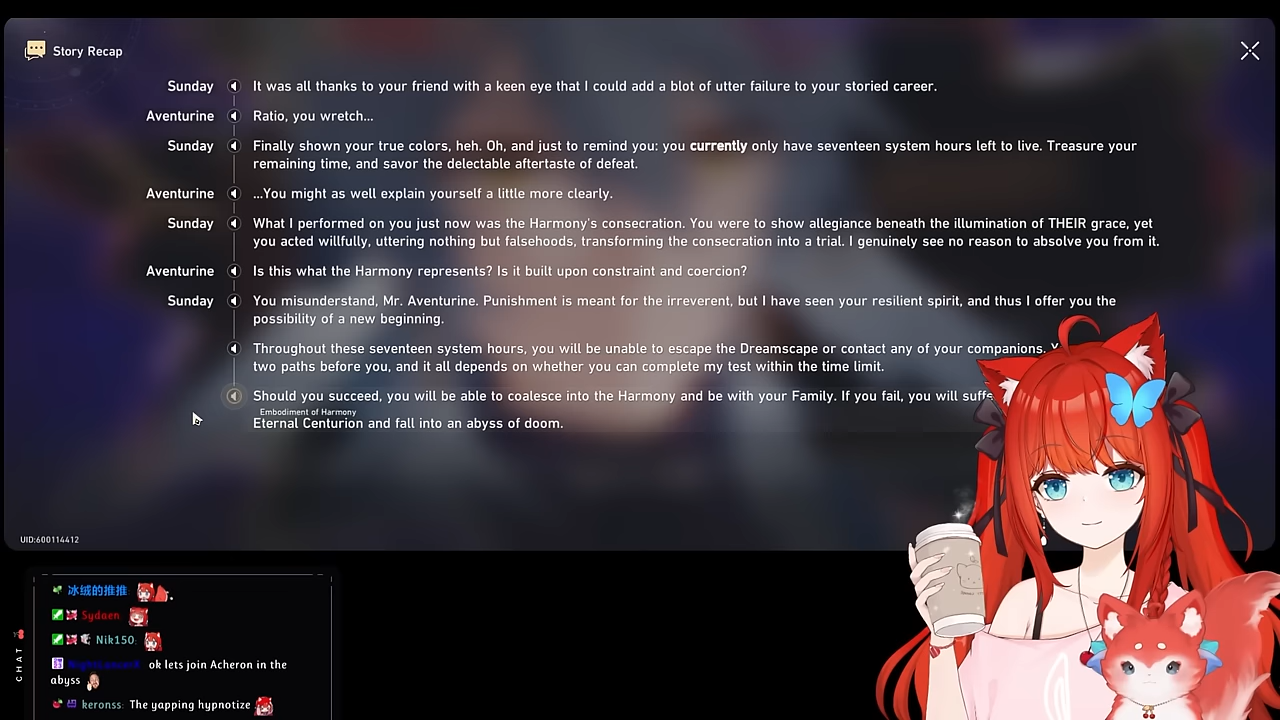 Story Recap
Sunday It was all thanks to your friend with a keen eye that I could add a blot of utter failure to your storied career.
Aventurine Ratio, you wretch...
Sunday Finally shown your true colors, heh. Oh, and just to remind you: you currently only have seventeen system hours left to live. Treasure your
remaining time, and savor the delectable aftertaste of defeat.
Aventurine ...You might as well explain yourself a little more clearly.
Sunday What I performed on you just now was the Harmony's consecration. You were to show allegiance beneath the illumination of THEIR grace, yet
you acted willfully, uttering nothing but falsehoods, transforming the consecration into a trial. I genuinely see no reason to absolve you from it.
Aventurine Is this what the Harmony represents? Is it built upon constraint and coercion?
Sunday You misunderstand, Mr. Aventurine. Punishment is meant for the irreverent, but I have seen your resilient spirit, and thus I offer you the
possibility of a new beginning.
Throughout these seventeen system hours, you will be unable to escape the Dreamscape or contact any of your companions.
two paths before you, and it all depends on whether you can complete my test within the time limit.
Should you succeed, you will be able to coalesce into the Harmony and be with your Family. If you fail, you will
Embodiment of Harmony
Eternal Centurion and fall into an abyss of doom.
UID:600114412
CHAT
冰绒的推推
Sydaen
Nik150:
ok lets join Acheron in the
abyss
keronss: The yapping hypnotize